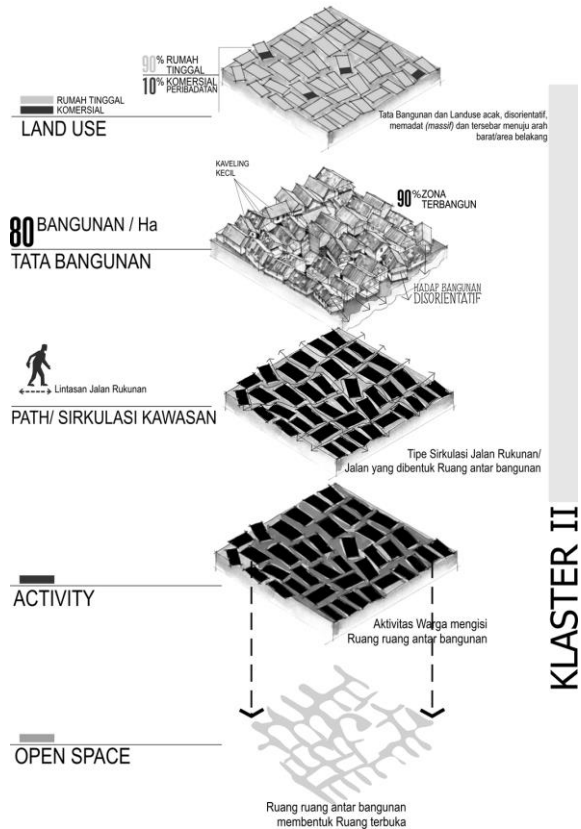 90% RUMAH
TINGGAL
10% KOMERSIAL
PERIBADATAN
RUMAH TINGGAL
KOMERSIAL
LAND USE
Tata Bangunan dan Landuse acak, disorientatif,
memadat (massif) dan tersebar menuju arah
barat/area belakang
KAVELING
KECIL
90% ZONA
TERBANGUN
80 BANGUNAN / Ha
TATA BANGUNAN
HADAP BANGUNAN
DISORIENTATIF
Lintasan Jalan Rukunan
PATH/ SIRKULASI KAWASAN
Tipe Sirkulasi Jalan Rukunan/
Jalan yang dibentuk Ruang antar bangunan
ACTIVITY
Aktivitas Warga mengisi
Ruang ruang antar bangunan
OPEN SPACE
Ruang ruang antar bangunan
membentuk Ruang terbuka
KLASTER II